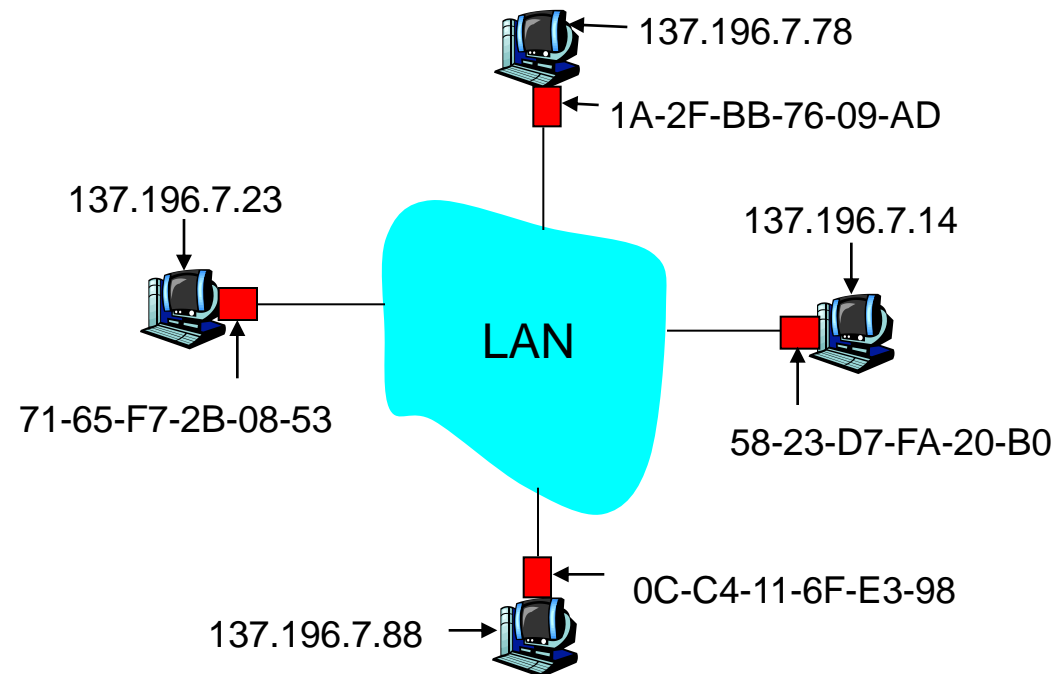 137.196.7.78
1A-2F-BB-76-09-AD
137.196.7.23
137.196.7.14
LAN
71-65-F7-2B-08-53
58-23-D7-FA-20-B0
0C-C4-11-6F-E3-98
137.196.7.88